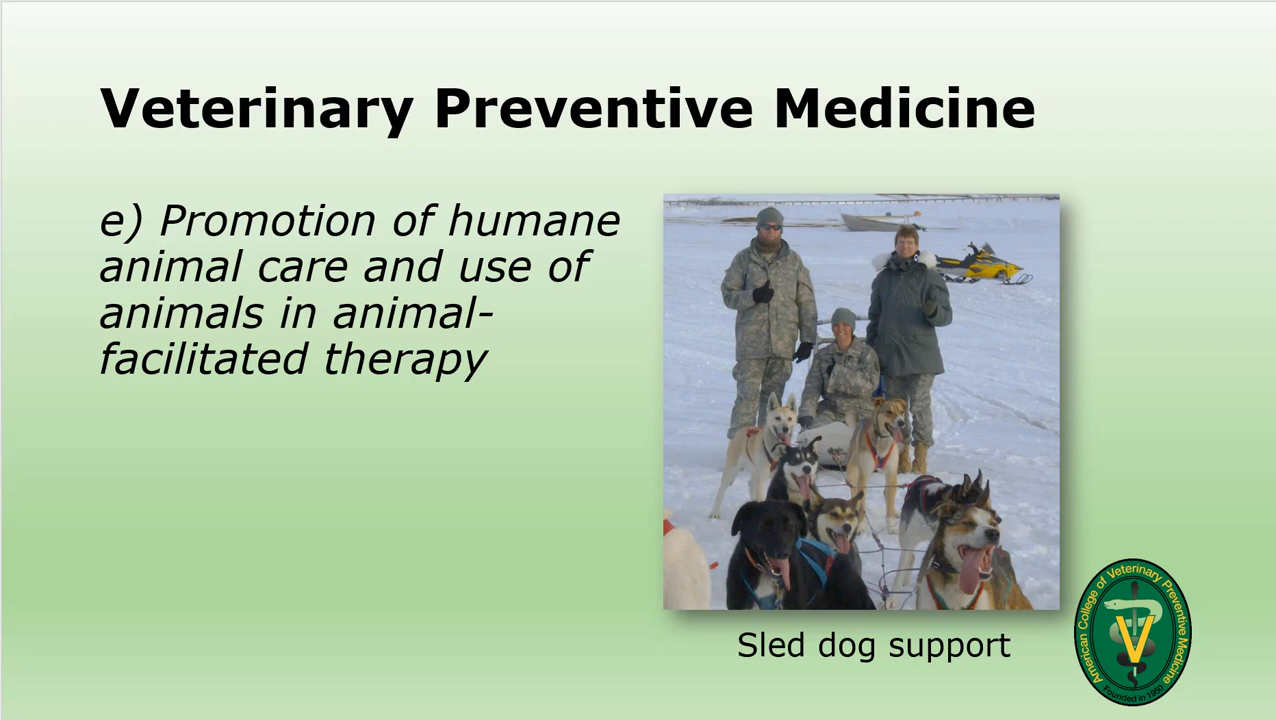 Veterinary Preventive Medicine
e) Promotion of humane
animal care and use of
animals in animal-
facilitated therapy
Sled dog support
American College of Veterinary Preventive Medicine
V
Founded in 1950